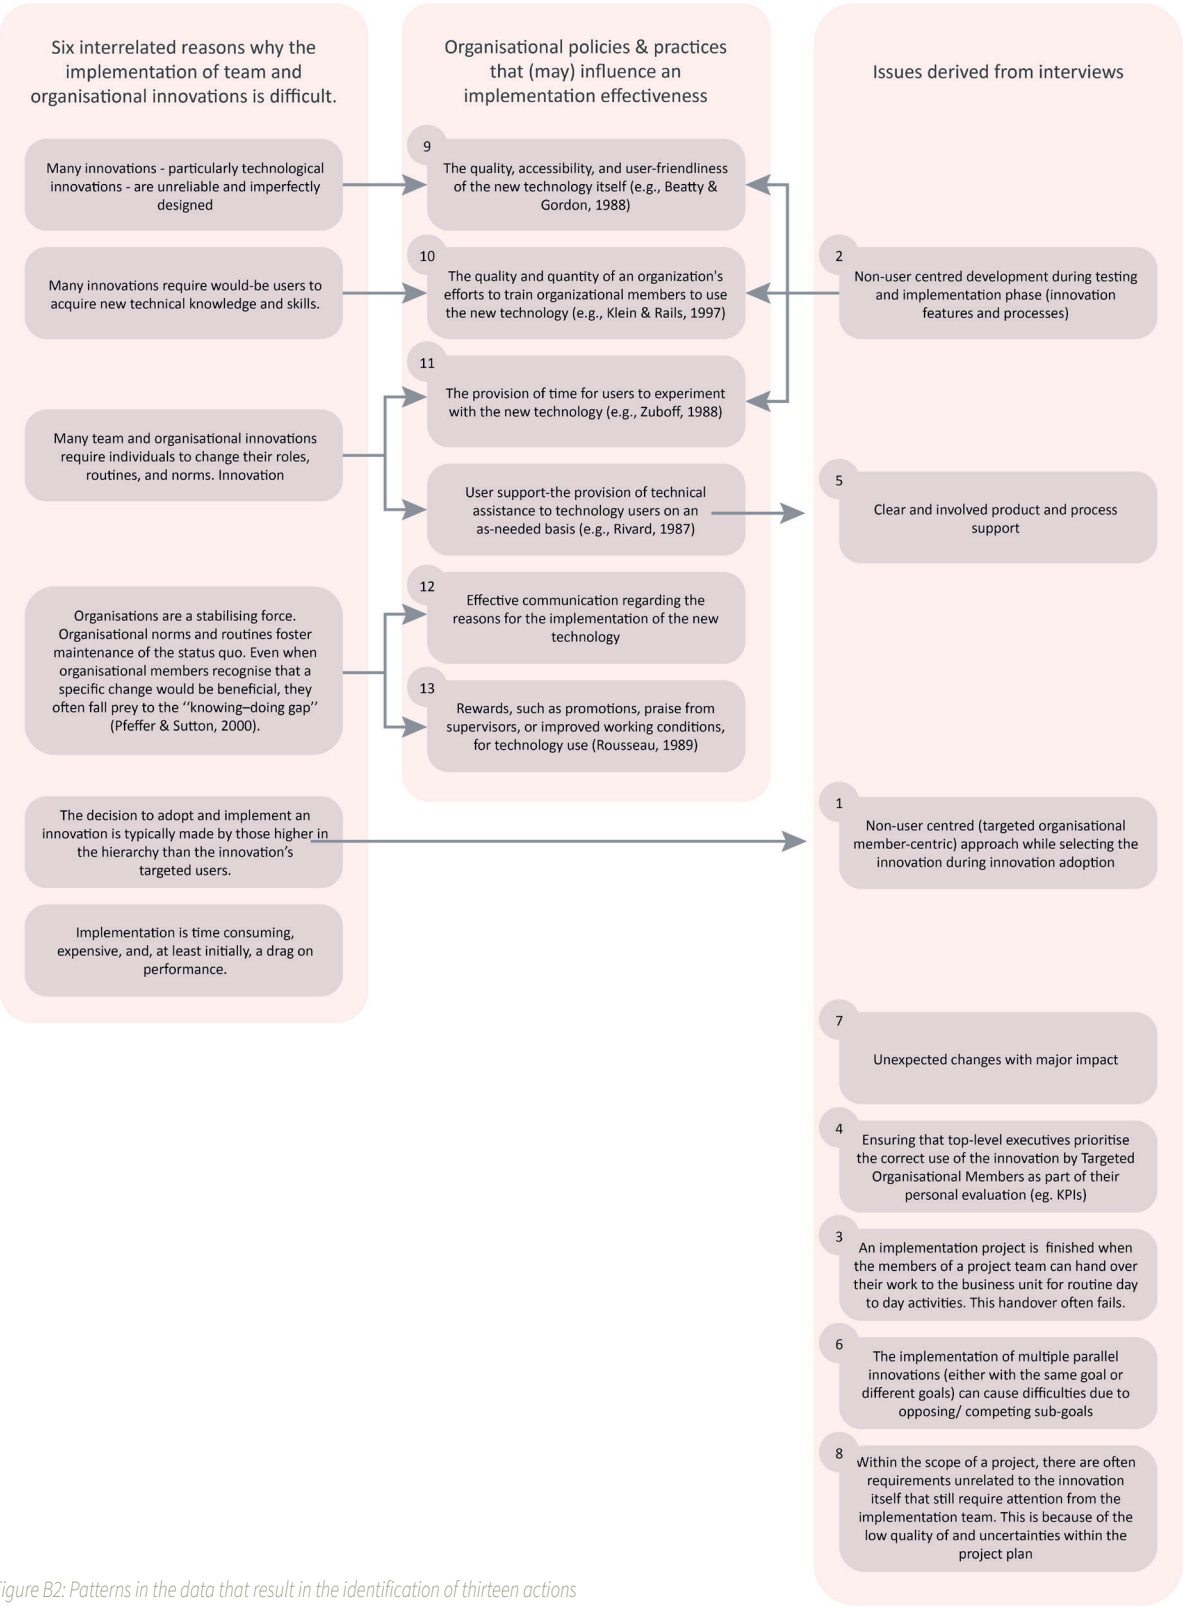 Six interrelated reasons why the
implementation of team and
organisational innovations is difficult.
Many innovations - particularly technological
innovations - are unreliable and imperfectly
designed
Many innovations require would-be users to
acquire new technical knowledge and skills.
Many team and organisational innovations
require individuals to change their roles,
routines, and norms. Innovation
Organisations are a stabilising force.
Organisational norms and routines foster
maintenance of the status quo. Even when
organisational members recognise that a
specific change would be beneficial, they
often fall prey to the "knowing–doing gap"
(Pfeffer & Sutton, 2000).
The decision to adopt and implement an
innovation is typically made by those higher in
the hierarchy than the innovation's
targeted users.
Implementation is time consuming,
expensive, and, at least initially, a drag on
performance.
Organisational policies & practices
that (may) influence an
implementation effectiveness
9
The quality, accessibility, and user-friendliness
of the new technology itself (e.g., Beatty &
Gordon, 1988)
10
The quality and quantity of an organization's
efforts to train organizational members to use
the new technology (e.g., Klein & Rails, 1997)
11
The provision of time for users to experiment
with the new technology (e.g., Zuboff, 1988)
User support-the provision of technical
assistance to technology users on an
as-needed basis (e.g., Rivard, 1987)
12
Effective communication regarding the
reasons for the implementation of the new
technology
13
Rewards, such as promotions, praise from
supervisors, or improved working conditions,
for technology use (Rousseau, 1989)
Issues derived from interviews
2
Non-user centred development during testing
and implementation phase (innovation
features and processes)
5
Clear and involved product and process
support
1
Non-user centred (targeted organisational
member-centric) approach while selecting the
innovation during innovation adoption
7
Unexpected changes with major impact
4
Ensuring that top-level executives prioritise
the correct use of the innovation by Targeted
Organisational Members as part of their
personal evaluation (eg. KPIs)
3
An implementation project is finished when
the members of a project team can hand over
their work to the business unit for routine day
to day activities. This handover often fails.
6
The implementation of multiple parallel
innovations (either with the same goal or
different goals) can cause difficulties due to
opposing/ competing sub-goals
8
Within the scope of a project, there are often
requirements unrelated to the innovation
itself that still require attention from the
implementation team. This is because of the
low quality of and uncertainties within the
project plan
igure B2: Patterns in the data that result in the identification of thirteen actions